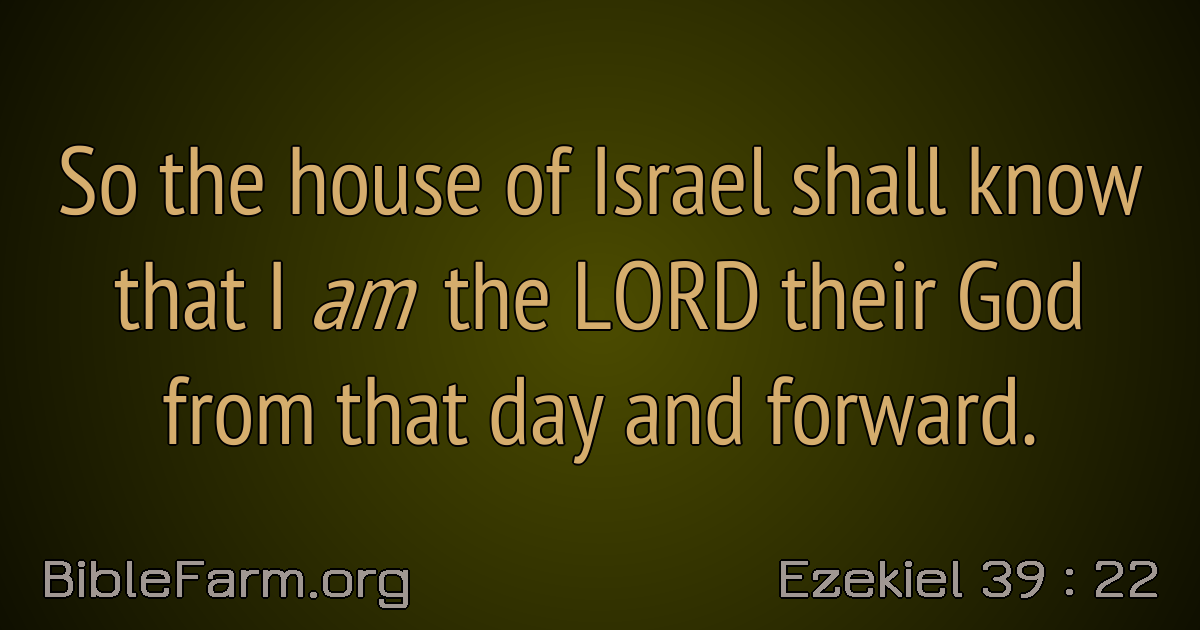 So the house of Israel shall know
that I am the LORD their God
from that day and forward.
BibleFarm.org
Ezekiel 39 : 22